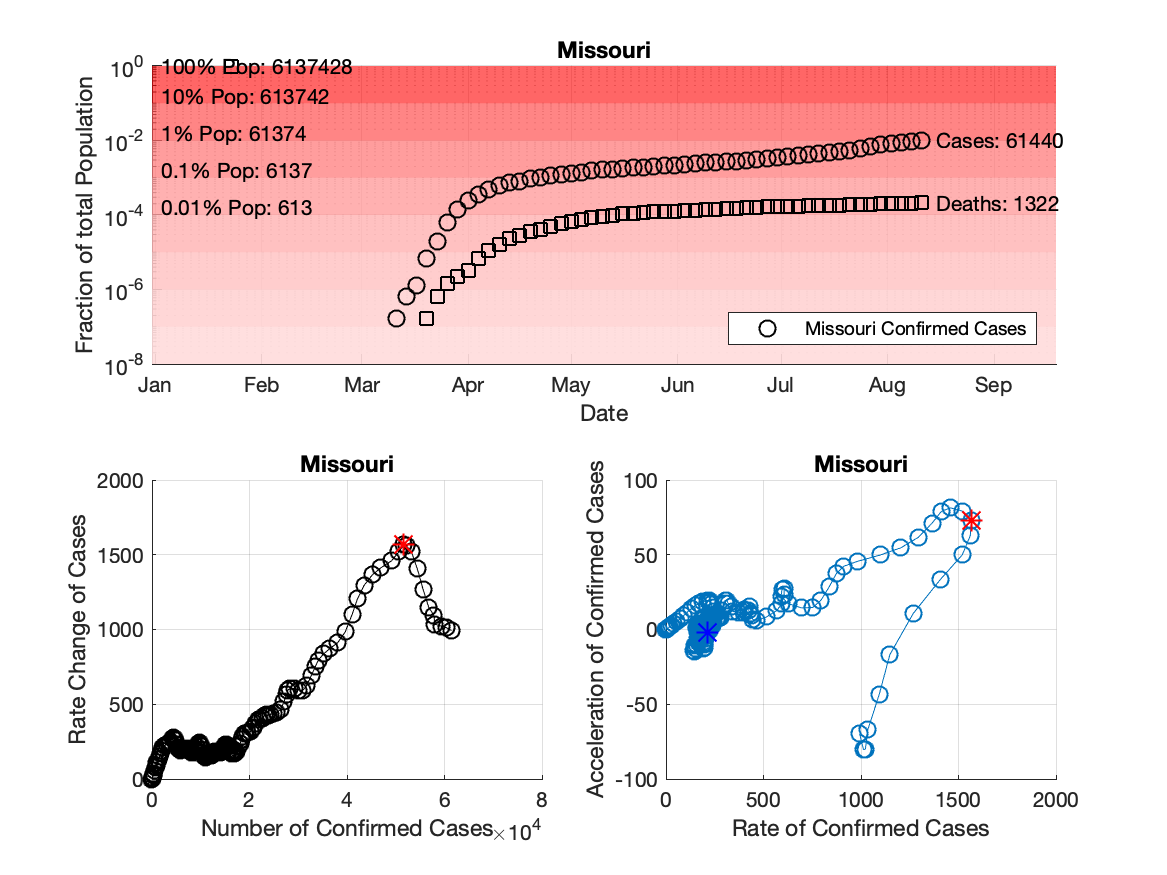 Missouri
10^0
10^-2
10^-4
10^-6
10^-8
Fraction of total Population
100% Pop: 6137428
10% Pop: 613742
1% Pop: 61374
0.1% Pop: 6137
0.01% Pop: 613
Cases: 61440
Deaths: 1322
Missouri Confirmed Cases
Jan Feb Mar Apr May Jun Jul Aug Sep
Date
Missouri
2000
1500
1000
500
0
Rate Change of Cases
0 2 4 6 8
Number of Confirmed Cases ×10^4
Missouri
100
50
0
-50
-100
Acceleration of Confirmed Cases
0 500 1000 1500 2000
Rate of Confirmed Cases